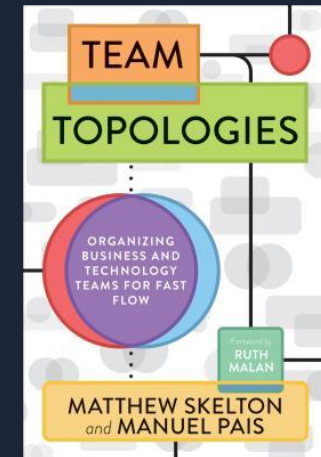 TEAM
TOPOLOGIES
ORGANIZING
BUSINESS AND
TECHNOLOGY
TEAMS FOR FAST
FLOW
Foreword by
RUTH
MALAN
MATTHEW SKELTON
and MANUEL PAIS